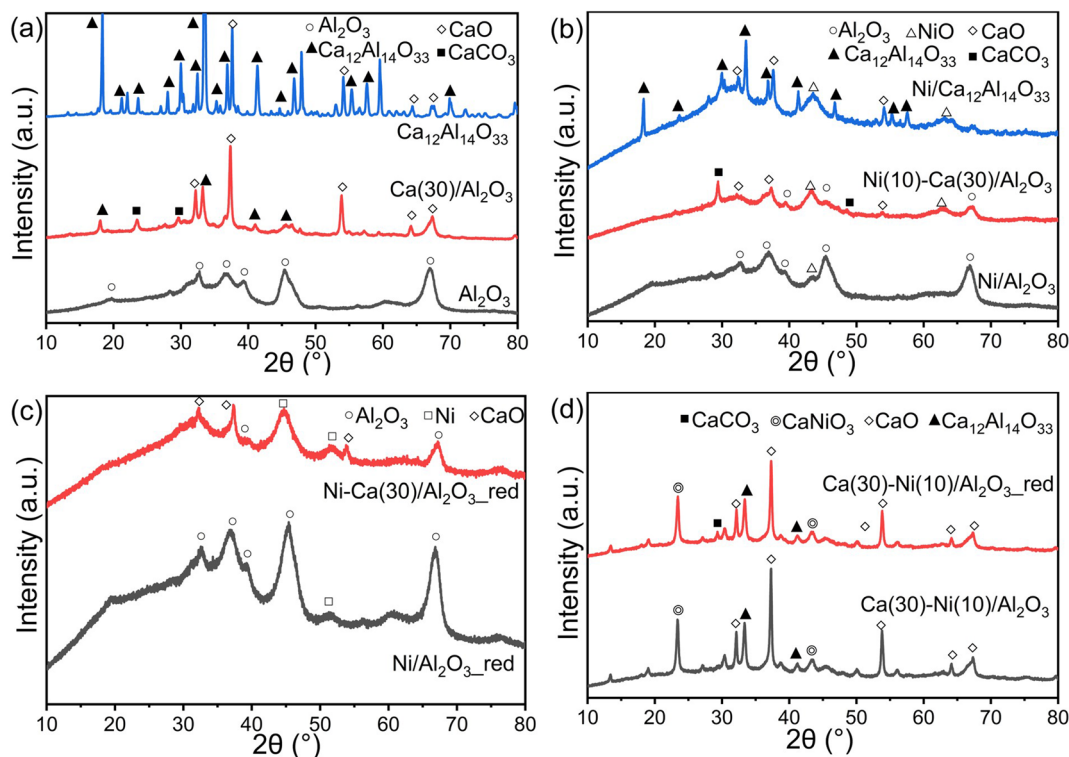 (a)
○ Al₂O₃ ◇ CaO
▲ Ca₁₂Al₁₄O₃₃ ■ CaCO₃
Ca₁₂Al₁₄O₃₃
Ca(30)/Al₂O₃
Al₂O₃
Intensity (a.u.)
10 20 30 40 50 60 70 80
2θ (°)
(b)
○ Al₂O₃ △ NiO ◇ CaO
▲ Ca₁₂Al₁₄O₃₃ ■ CaCO₃
Ni/Ca₁₂Al₁₄O₃₃
Ni(10)-Ca(30)/Al₂O₃
Ni/Al₂O₃
Intensity (a.u.)
10 20 30 40 50 60 70 80
2θ (°)
(c)
○ Al₂O₃ □ Ni ◇ CaO
Ni-Ca(30)/Al₂O₃_red
Ni/Al₂O₃_red
Intensity (a.u.)
10 20 30 40 50 60 70 80
2θ (°)
(d)
■ CaCO₃ ◎ CaNiO₃ ◇ CaO ▲ Ca₁₂Al₁₄O₃₃
Ca(30)-Ni(10)/Al₂O₃_red
Ca(30)-Ni(10)/Al₂O₃
Intensity (a.u.)
10 20 30 40 50 60 70 80
2θ (°)